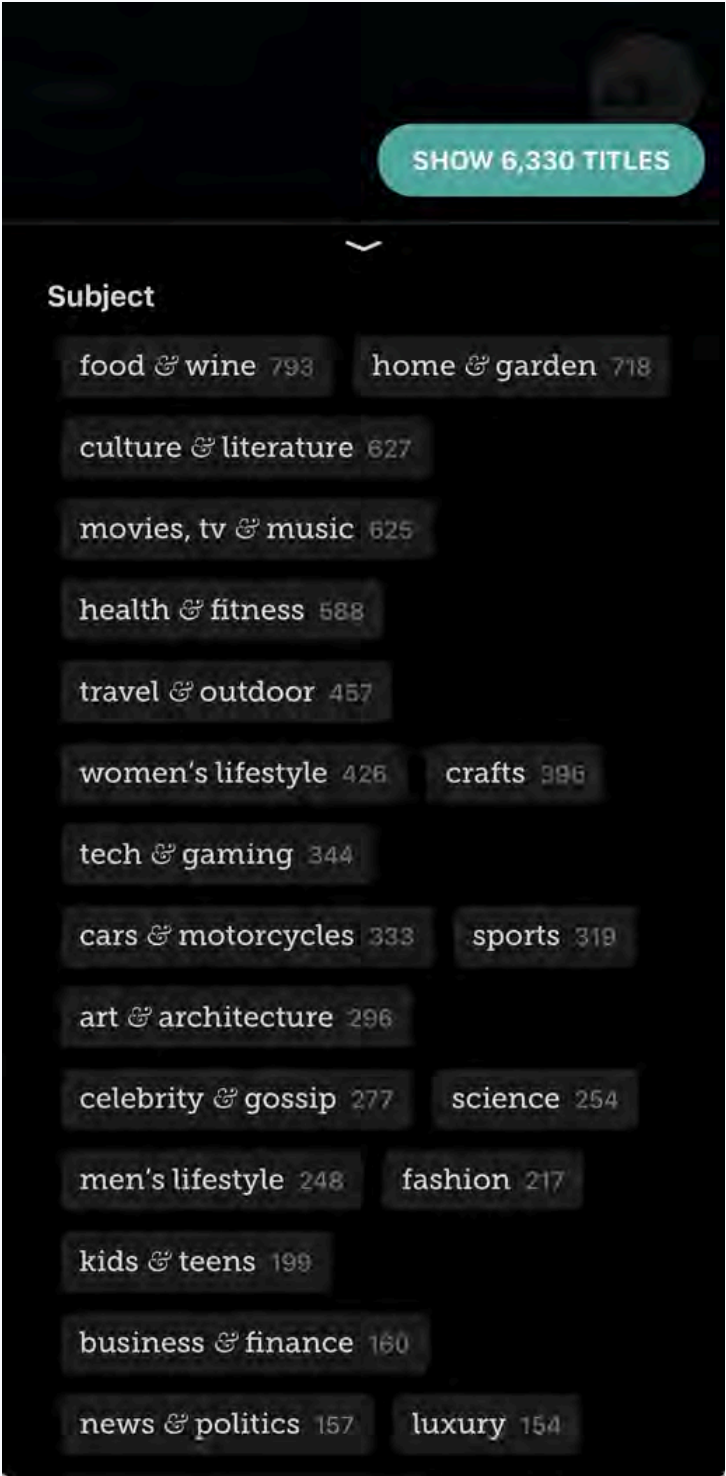 SHOW 6,330 TITLES
Subject
food & wine 793 home & garden 718
culture & literature 627
movies, tv & music 625
health & fitness 588
travel & outdoor 457
women's lifestyle 426 crafts 396
tech & gaming 344
cars & motorcycles 333 sports 319
art & architecture 296
celebrity & gossip 277 science 254
men's lifestyle 248 fashion 217
kids & teens 199
business & finance 160
news & politics 157 luxury 154